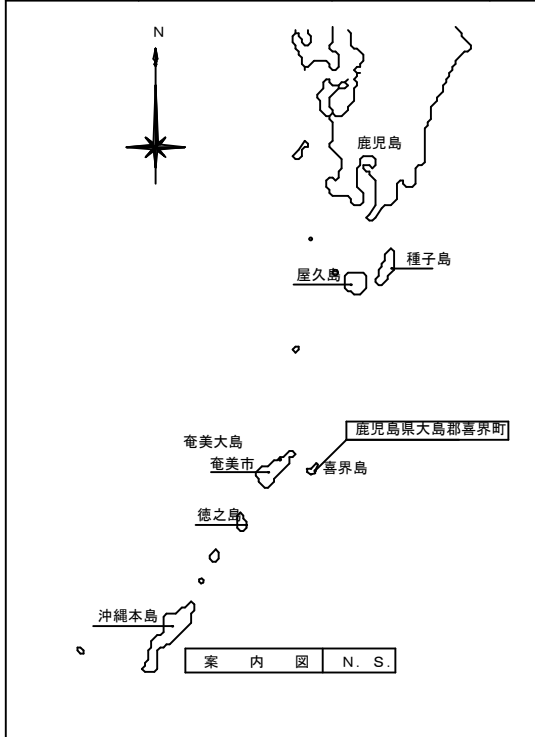 N
鹿児島
種子島
屋久島
鹿児島県大島郡喜界町
奄美大島
奄美市
喜界島
徳之島
沖縄本島
案 内 図 N. S.